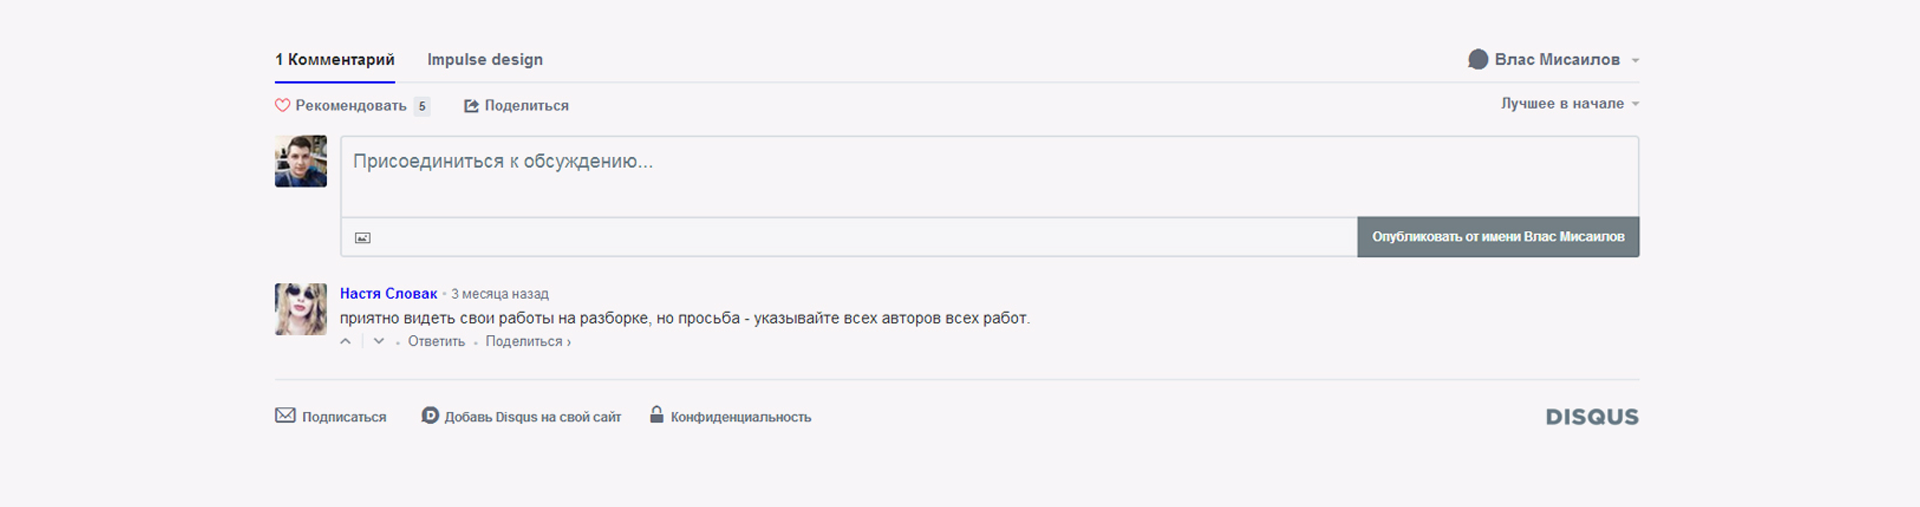 1 Комментарий Impulse design Влас Мисаилов
Рекомендовать 5 Поделиться Лучшее в начале
Присоединиться к обсуждению...
Опубликовать от имени Влас Мисаилов
Настя Словак • 3 месяца назад
приятно видеть свои работы на разборке, но просьба - указывайте всех авторов всех работ.
• Ответить • Поделиться ›
Подписаться Добавь Disqus на свой сайт Конфиденциальность DISQUS